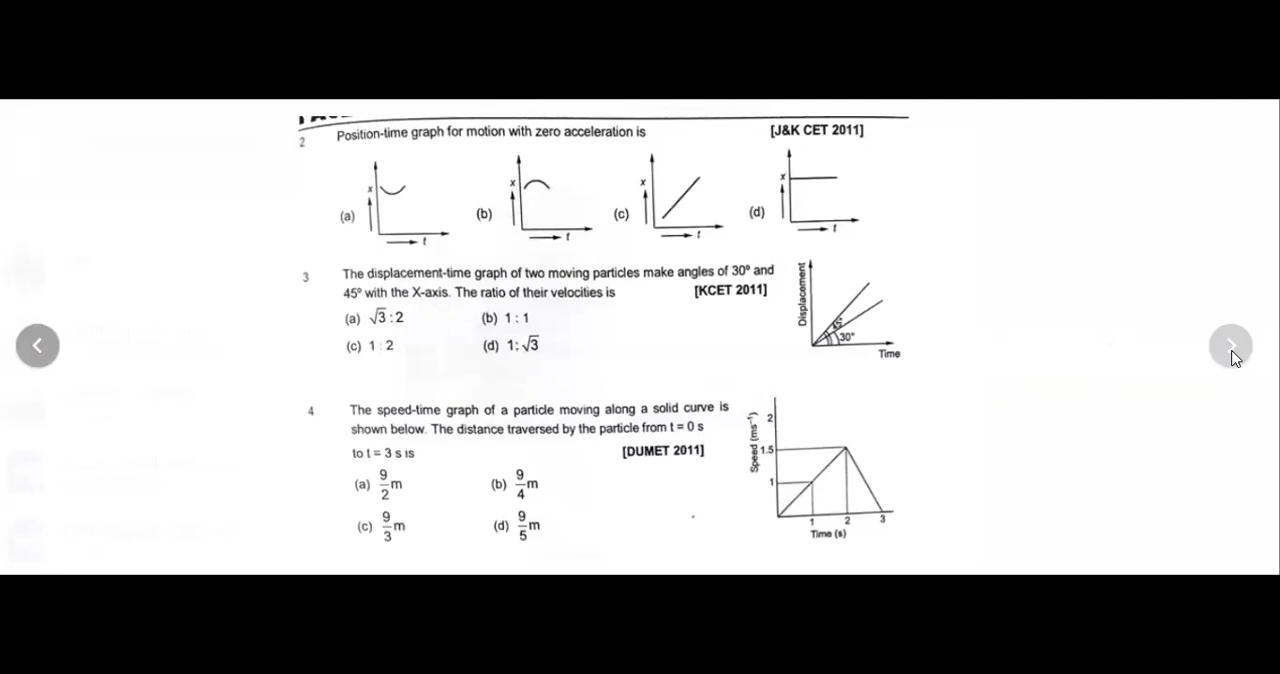 2 Position-time graph for motion with zero acceleration is [J&K CET 2011]
(a) x t (b) x t (c) x t (d) x t
3 The displacement-time graph of two moving particles make angles of 30° and
45° with the X-axis. The ratio of their velocities is [KCET 2011]
(a) √3 : 2 (b) 1 : 1
(c) 1 : 2 (d) 1 : √3
Displacement
45°
30°
Time
4 The speed-time graph of a particle moving along a solid curve is
shown below. The distance traversed by the particle from t = 0 s
to t = 3 s is [DUMET 2011]
(a) 9/2 m (b) 9/4 m
(c) 9/3 m (d) 9/5 m
Speed (ms⁻¹)
2
1.5
1
1 2 3
Time (s)